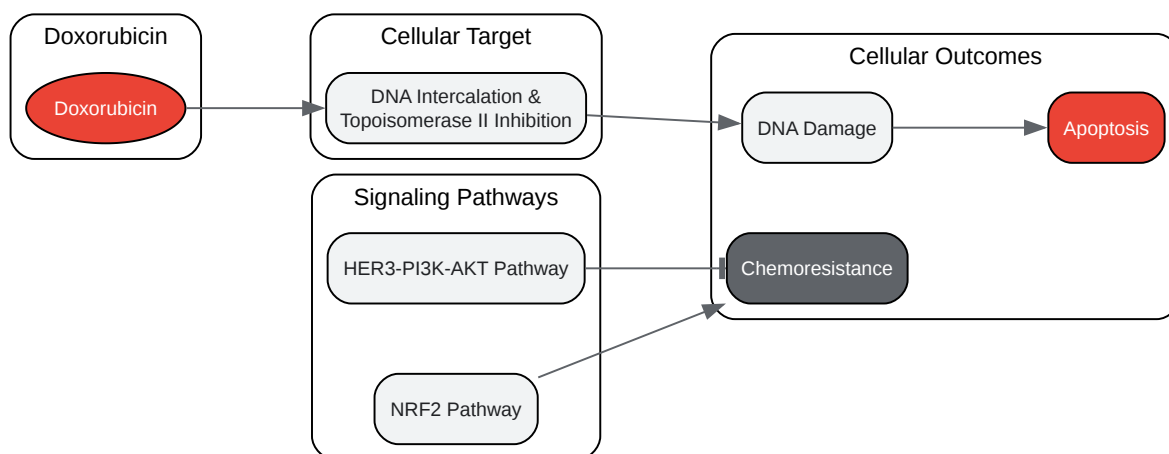 Doxorubicin
Doxorubicin
Cellular Target
DNA Intercalation &
Topoisomerase II Inhibition
Signaling Pathways
HER3-PI3K-AKT Pathway
NRF2 Pathway
Cellular Outcomes
DNA Damage
Apoptosis
Chemoresistance